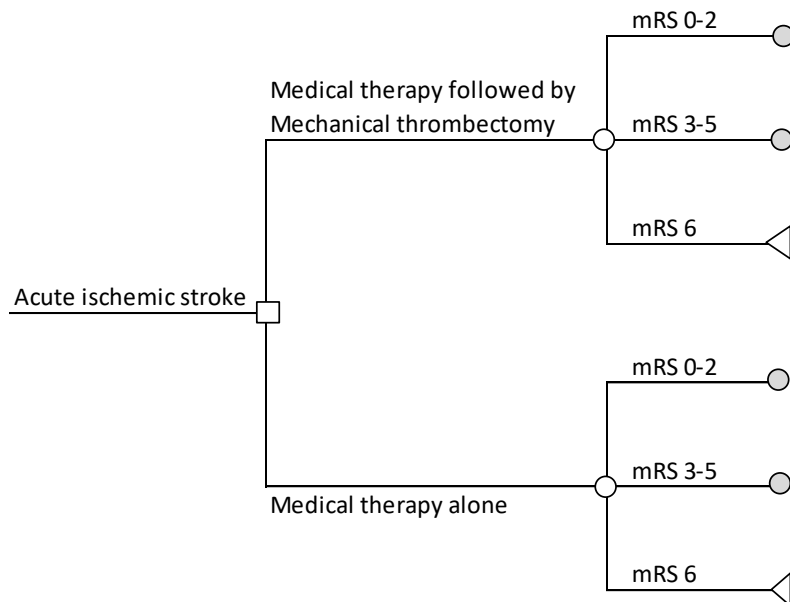 mRS 0-2
Medical therapy followed by
Mechanical thrombectomy
mRS 3-5
mRS 6
Acute ischemic stroke
mRS 0-2
mRS 3-5
Medical therapy alone
mRS 6